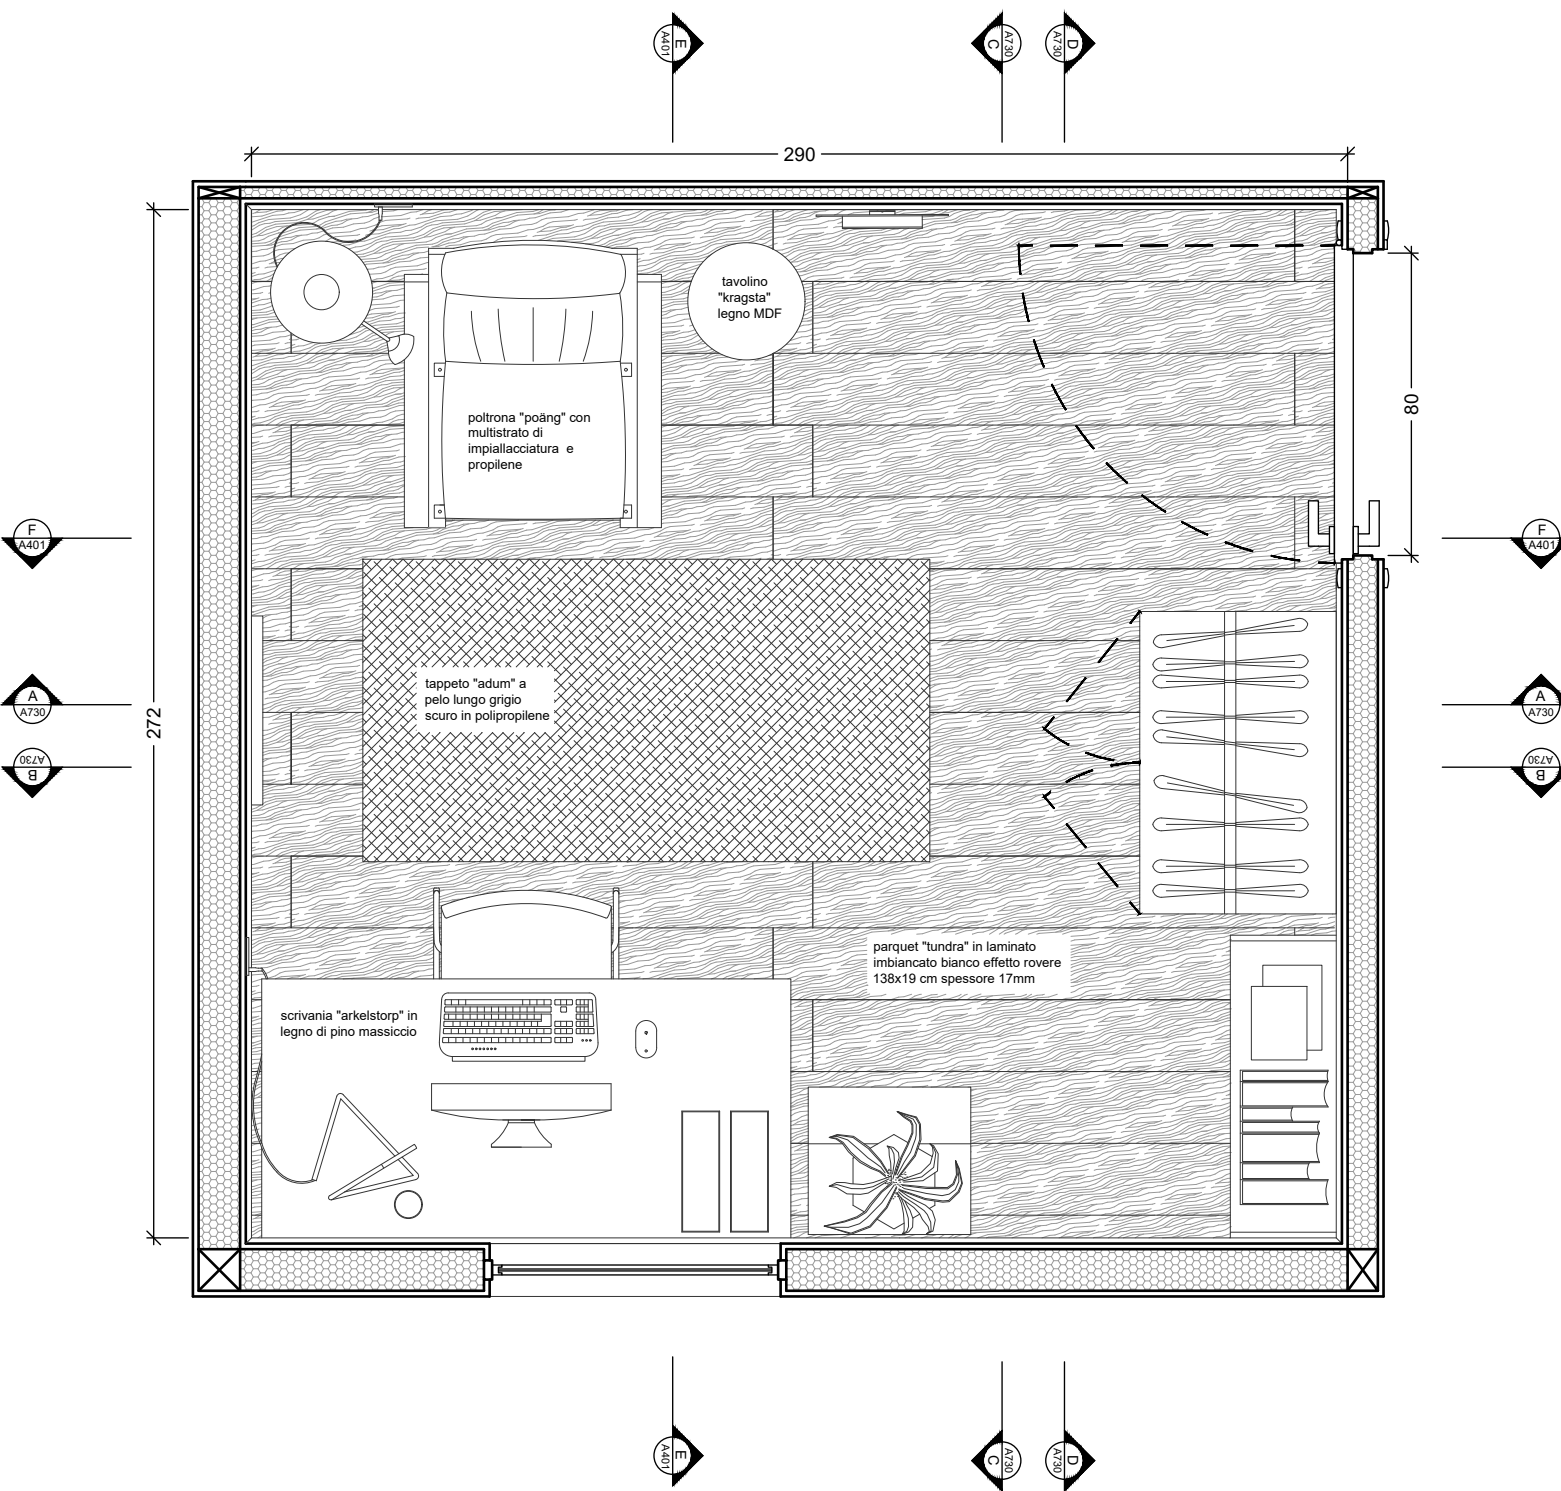 E
A401
C
A730
D
A730
290
tavolino
"kragsta"
legno MDF
80
poltrona "poäng" con
multistrato di
impiallacciatura e
propilene
F
A401
F
A401
tappeto "adum" a
pelo lungo grigio
scuro in polipropilene
A
A730
A
A730
272
B
A730
B
A730
parquet "tundra" in laminato
imbiancato bianco effetto rovere
138x19 cm spessore 17mm
scrivania "arkelstorp" in
legno di pino massiccio
E
A401
C
A730
D
A730